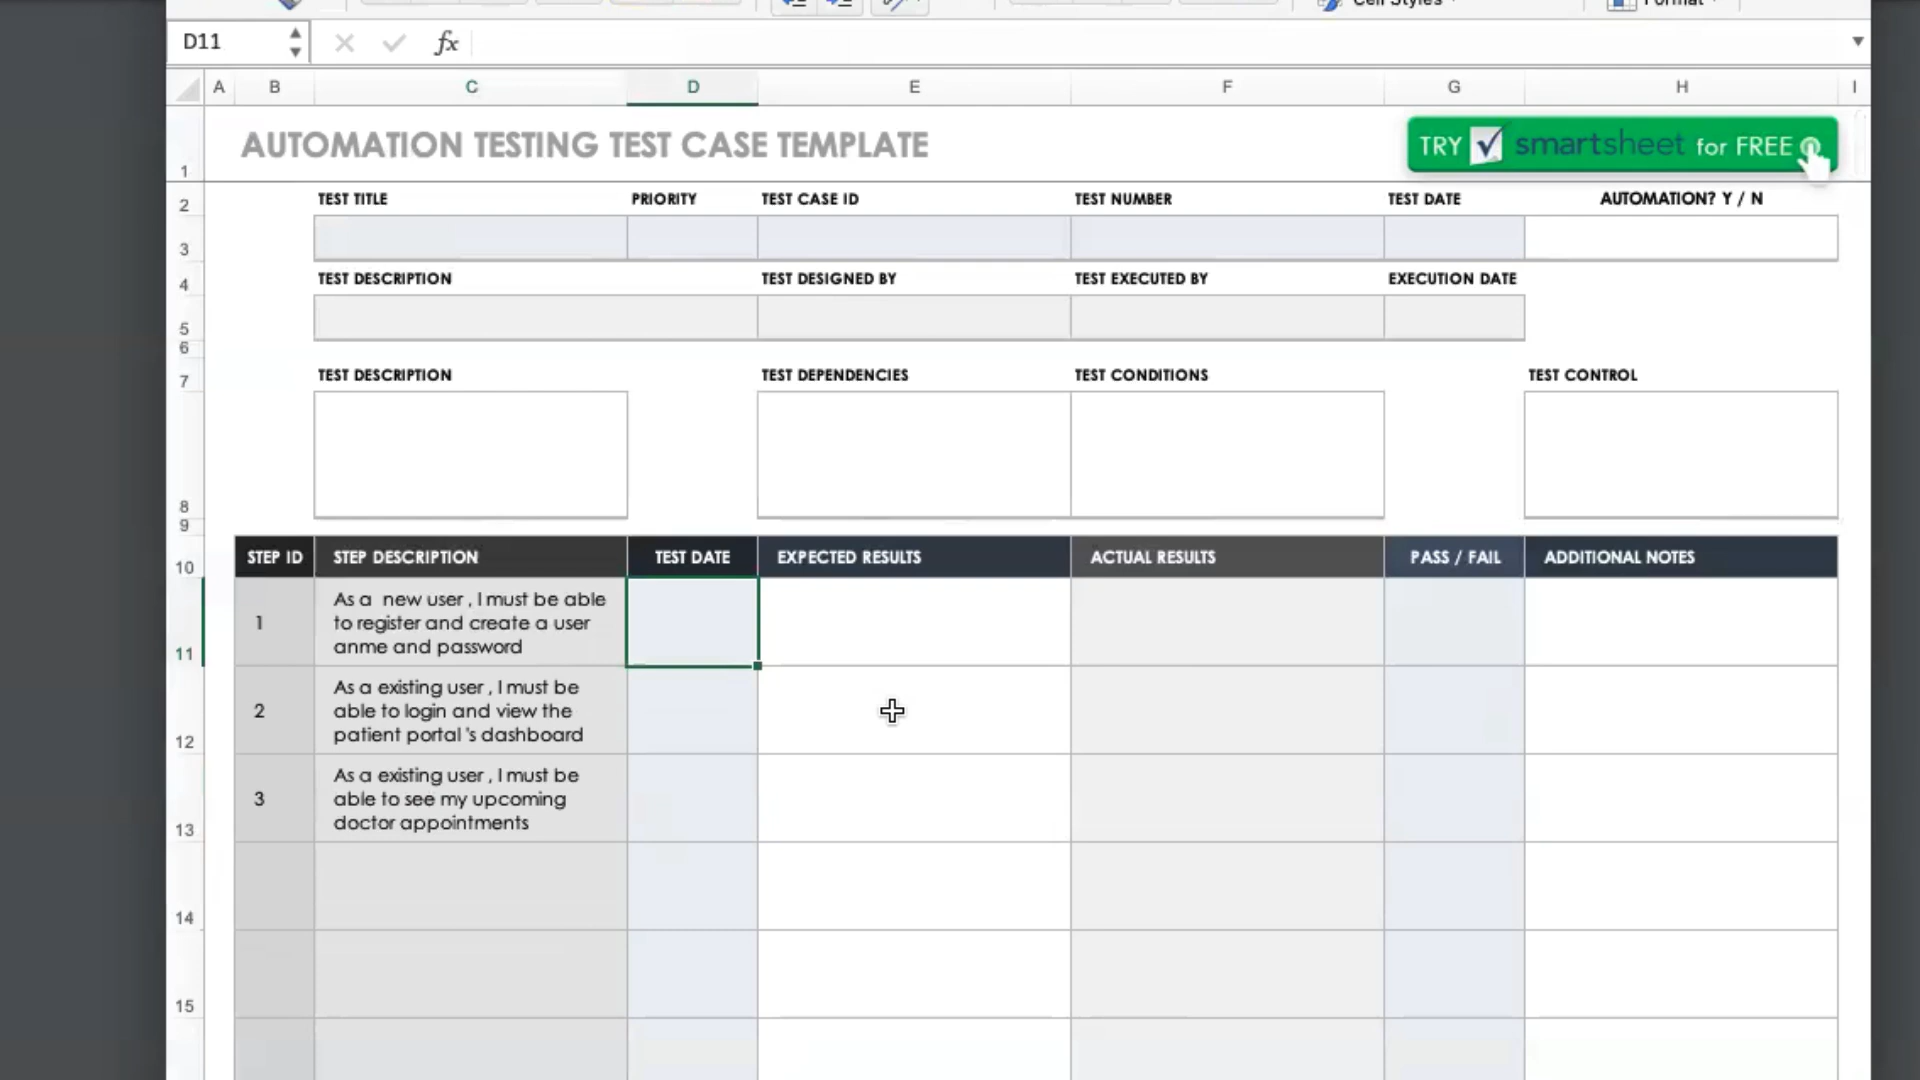 Cell Styles
Format
D11
fx
A B C D E F G H I
AUTOMATION TESTING TEST CASE TEMPLATE
TRY smartsheet for FREE
1
TEST TITLE PRIORITY TEST CASE ID TEST NUMBER TEST DATE AUTOMATION? Y / N
2
3
TEST DESCRIPTION TEST DESIGNED BY TEST EXECUTED BY EXECUTION DATE
4
5
6
TEST DESCRIPTION TEST DEPENDENCIES TEST CONDITIONS TEST CONTROL
7
8
9
STEP ID STEP DESCRIPTION TEST DATE EXPECTED RESULTS ACTUAL RESULTS PASS / FAIL ADDITIONAL NOTES
10
As a new user , I must be able
1 to register and create a user
anme and password
11
As a existing user , I must be
2 able to login and view the
patient portal 's dashboard
12
As a existing user , I must be
3 able to see my upcoming
doctor appointments
13
14
15